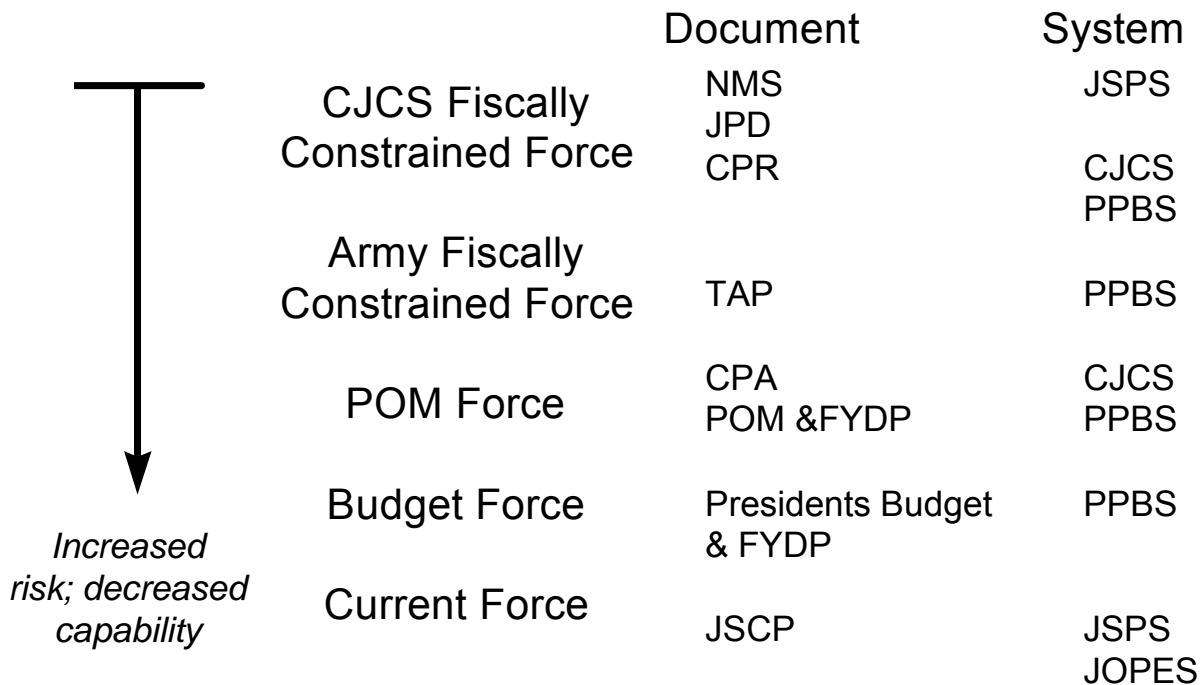 Document System
NMS JSPS
CJCS Fiscally
Constrained Force
JPD
CPR CJCS
PPBS
Army Fiscally
Constrained Force
TAP PPBS
CPA CJCS
POM Force
POM &FYDP PPBS
Budget Force
Presidents Budget PPBS
& FYDP
Increased
risk; decreased
capability
Current Force
JSCP JSPS
JOPES